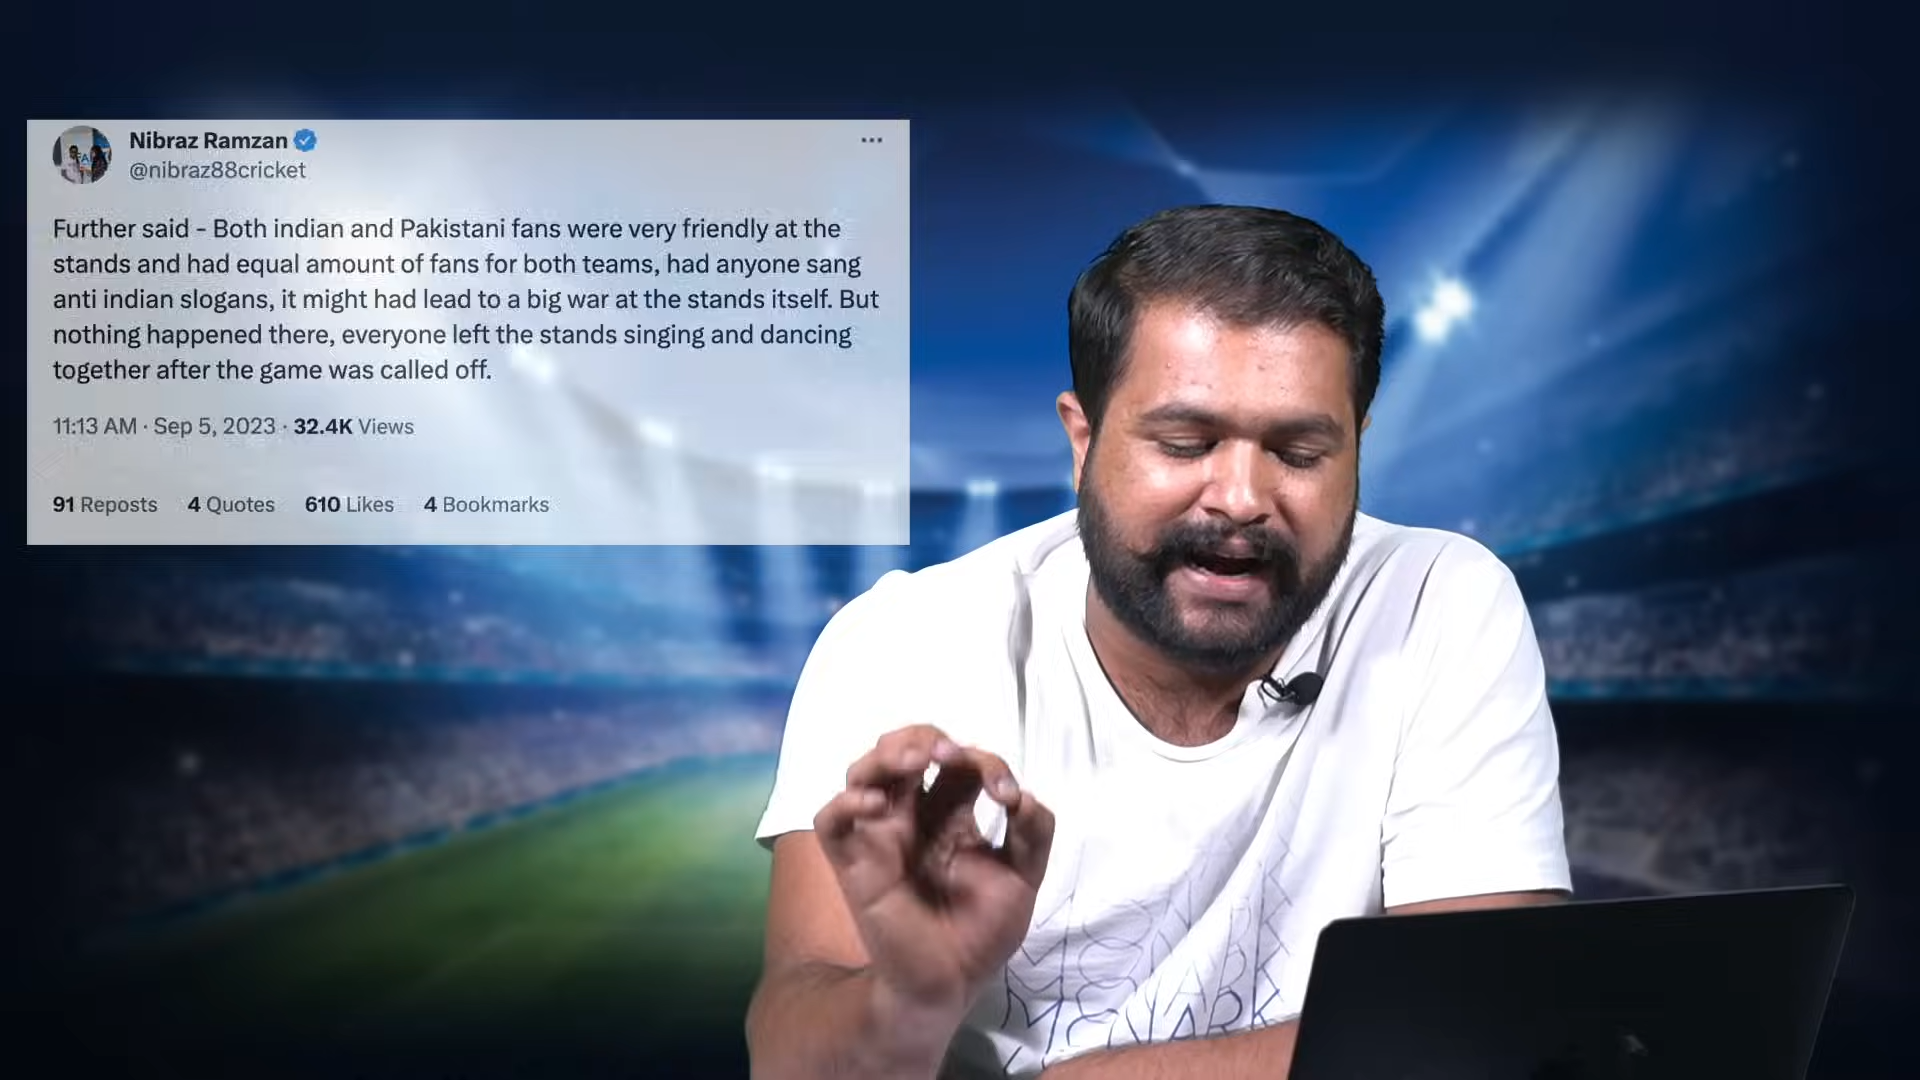 Nibraz Ramzan
@nibraz88cricket
Further said - Both indian and Pakistani fans were very friendly at the
stands and had equal amount of fans for both teams, had anyone sang
anti indian slogans, it might had lead to a big war at the stands itself. But
nothing happened there, everyone left the stands singing and dancing
together after the game was called off.
11:13 AM · Sep 5, 2023 · 32.4K Views
91 Reposts 4 Quotes 610 Likes 4 Bookmarks